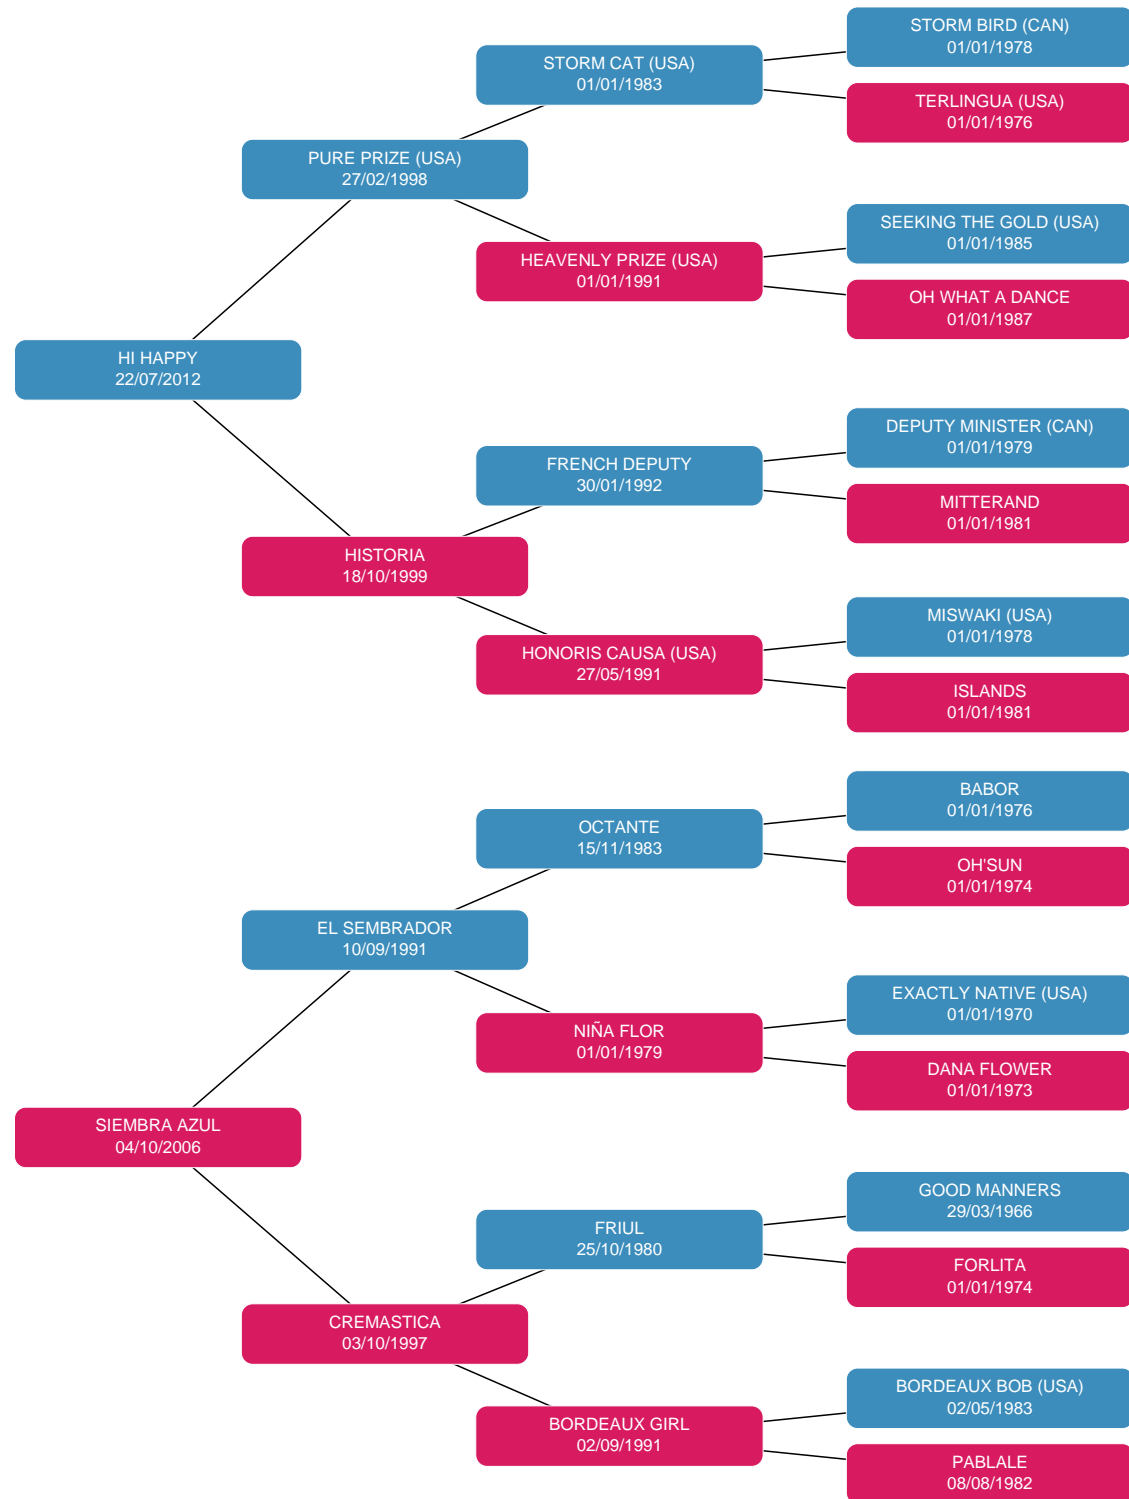 STORM BIRD (CAN)
01/01/1978
STORM CAT (USA)
01/01/1983
TERLINGUA (USA)
01/01/1976
PURE PRIZE (USA)
27/02/1998
SEEKING THE GOLD (USA)
01/01/1985
HEAVENLY PRIZE (USA)
01/01/1991
OH WHAT A DANCE
01/01/1987
HI HAPPY
22/07/2012
DEPUTY MINISTER (CAN)
01/01/1979
FRENCH DEPUTY
30/01/1992
MITTERAND
01/01/1981
HISTORIA
18/10/1999
MISWAKI (USA)
01/01/1978
HONORIS CAUSA (USA)
27/05/1991
ISLANDS
01/01/1981
BABOR
01/01/1976
OCTANTE
15/11/1983
OH'SUN
01/01/1974
EL SEMBRADOR
10/09/1991
EXACTLY NATIVE (USA)
01/01/1970
NIÑA FLOR
01/01/1979
DANA FLOWER
01/01/1973
SIEMBRA AZUL
04/10/2006
GOOD MANNERS
29/03/1966
FRIUL
25/10/1980
FORLITA
01/01/1974
CREMASTICA
03/10/1997
BORDEAUX BOB (USA)
02/05/1983
BORDEAUX GIRL
02/09/1991
PABLALE
08/08/1982